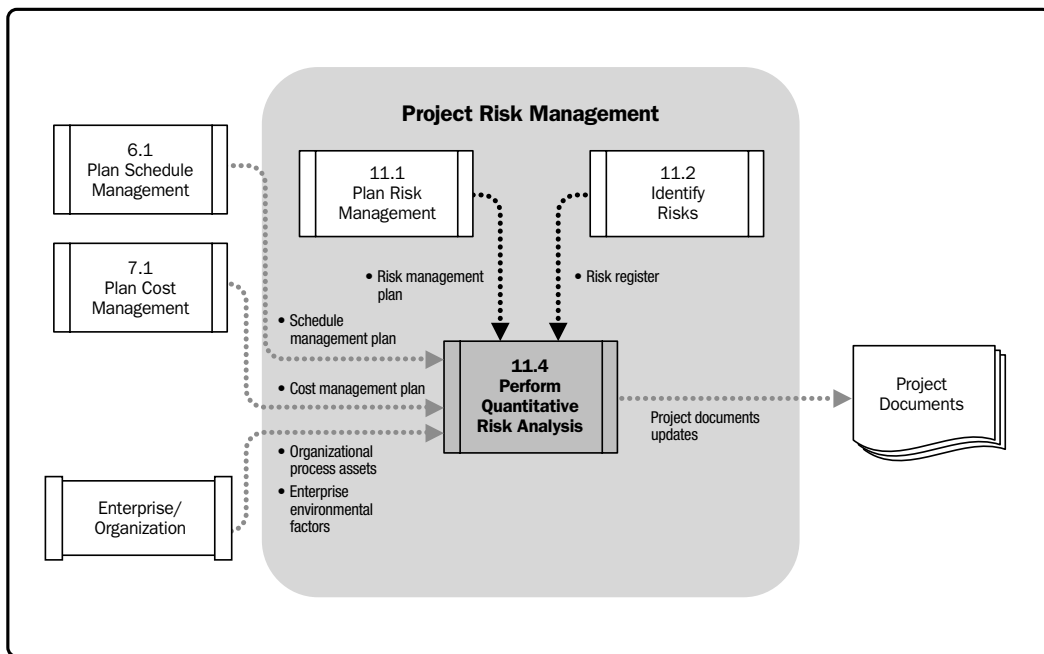 Project Risk Management
6.1
Plan Schedule
Management
11.1
Plan Risk
Management
11.2
Identify
Risks
7.1
Plan Cost
Management
• Risk management
plan
• Risk register
• Schedule
management plan
• Cost management plan
11.4
Perform
Quantitative
Risk Analysis
Project documents
updates
Project
Documents
• Organizational
process assets
• Enterprise
environmental
factors
Enterprise/
Organization